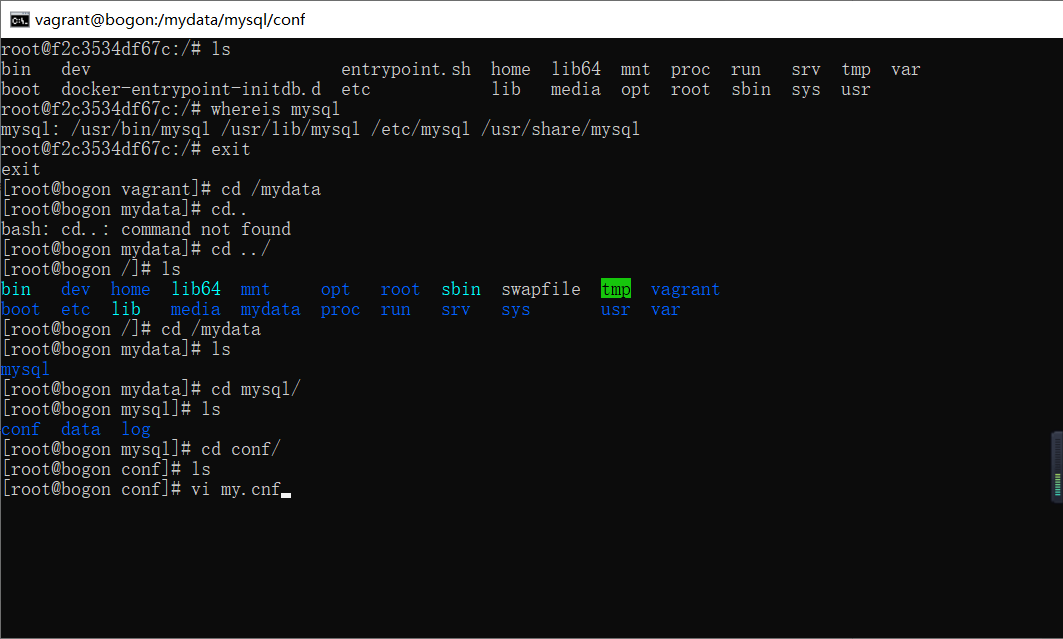 vagrant@bogon:/mydata/mysql/conf
root@f2c3534df67c:/# ls
bin   dev                         entrypoint.sh  home  lib64  mnt  proc  run   srv  tmp  var
boot  docker-entrypoint-initdb.d  etc            lib   media  opt  root  sbin  sys  usr
root@f2c3534df67c:/# whereis mysql
mysql: /usr/bin/mysql /usr/lib/mysql /etc/mysql /usr/share/mysql
root@f2c3534df67c:/# exit
exit
[root@bogon vagrant]# cd /mydata
[root@bogon mydata]# cd..
bash: cd..: command not found
[root@bogon mydata]# cd ../
[root@bogon /]# ls
bin   dev  home  lib64  mnt     opt   root  sbin  swapfile  tmp  vagrant
boot  etc  lib   media  mydata  proc  run   srv   sys       usr  var
[root@bogon /]# cd /mydata
[root@bogon mydata]# ls
mysql
[root@bogon mydata]# cd mysql/
[root@bogon mysql]# ls
conf  data  log
[root@bogon mysql]# cd conf/
[root@bogon conf]# ls
[root@bogon conf]# vi my.cnf